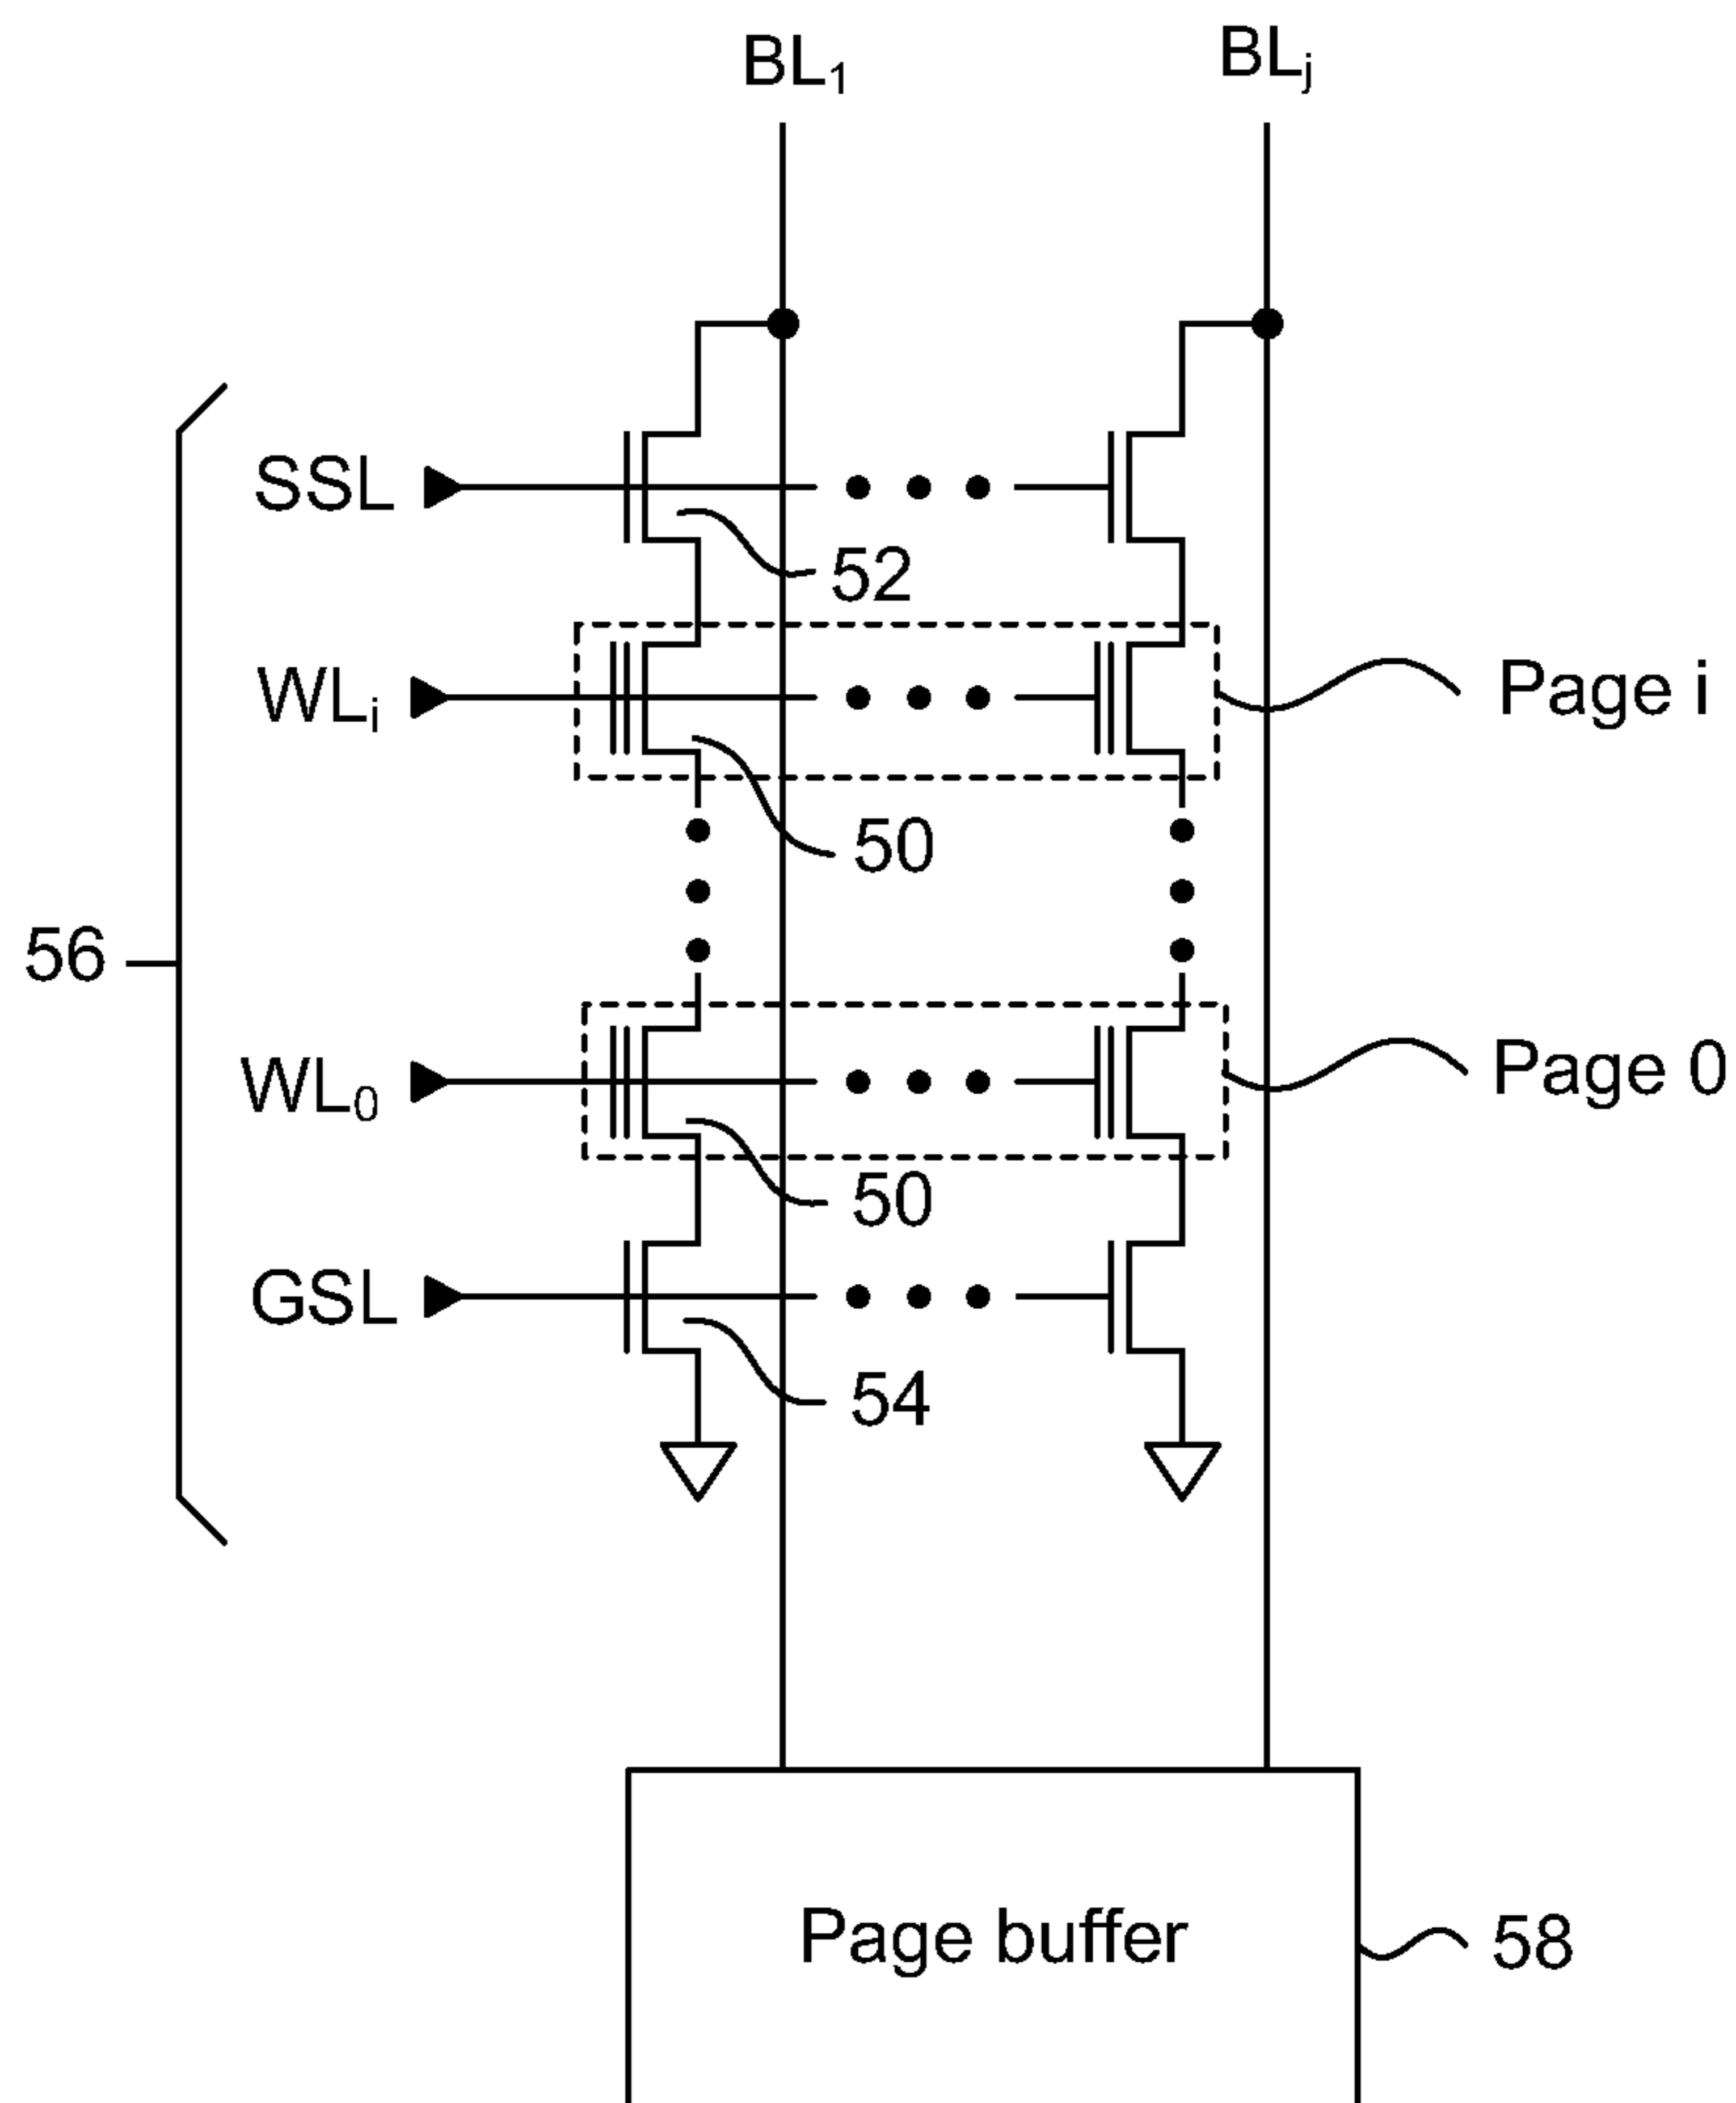 BL₁ BLⱼ
SSL
52
WLᵢ Page i
50
56
WL₀ Page 0
50
GSL
54
Page buffer 58